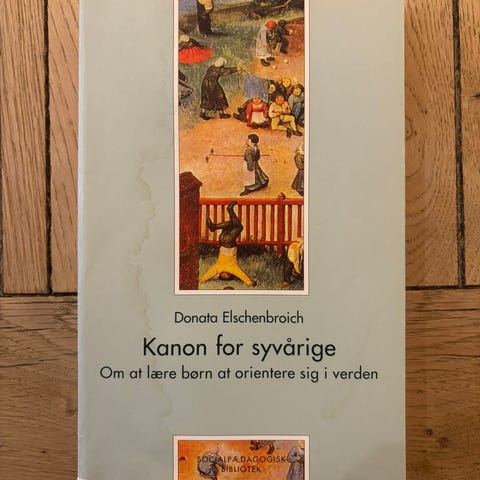 Donata Elschenbroich
Kanon for syvårige
Om at lære børn at orientere sig i verden
SOCIALPÆDAGOGISK
BIBLIOTEK